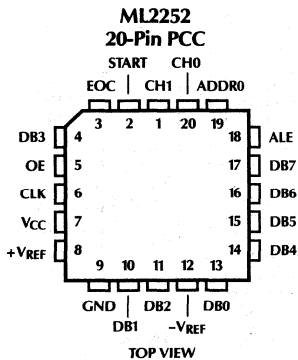 ML2252
20-Pin PCC
START CH0
EOC CH1 ADDR0
3 2 1 20 19
DB3 4 18 ALE
OE 5 17 DB7
CLK 6 16 DB6
VCC 7 15 DB5
+VREF 8 14 DB4
9 10 11 12 13
GND DB2 DB0
DB1 −VREF
TOP VIEW